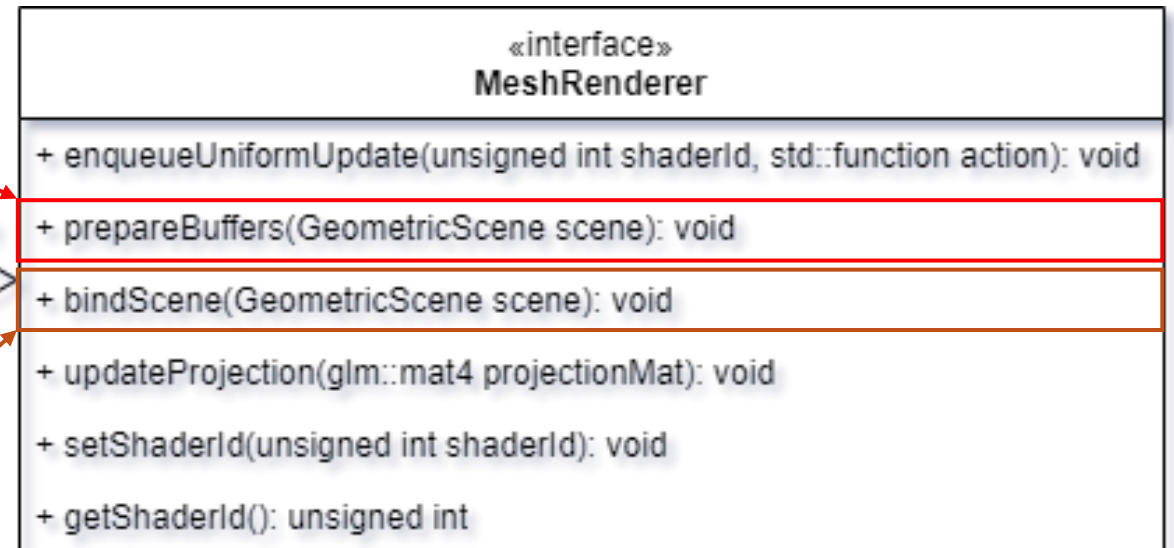 «interface»
MeshRenderer
+ enqueueUniformUpdate(unsigned int shaderId, std::function action): void
+ prepareBuffers(GeometricScene scene): void
+ bindScene(GeometricScene scene): void
+ updateProjection(glm::mat4 projectionMat): void
+ setShaderId(unsigned int shaderId): void
+ getShaderId(): unsigned int